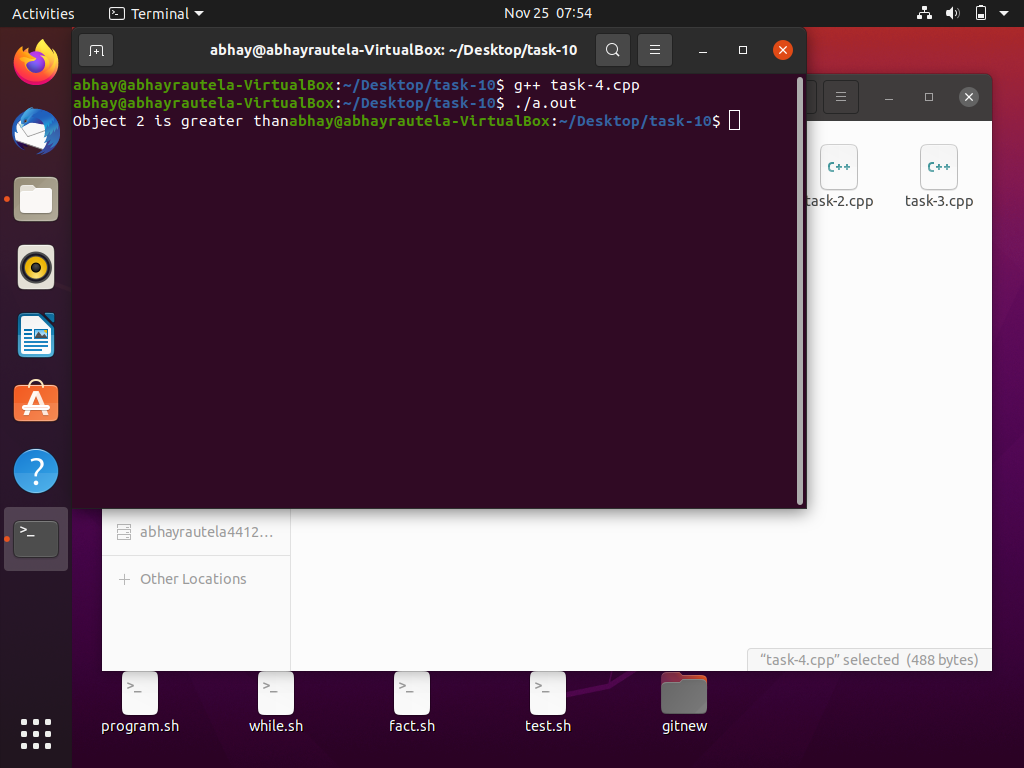 Activities
Terminal
Nov 25 07:54
abhay@abhayrautela-VirtualBox: ~/Desktop/task-10
abhay@abhayrautela-VirtualBox:~/Desktop/task-10$ g++ task-4.cpp
abhay@abhayrautela-VirtualBox:~/Desktop/task-10$ ./a.out
Object 2 is greater thanabhay@abhayrautela-VirtualBox:~/Desktop/task-10$
C++
C++
task-2.cpp
task-3.cpp
abhayrautela4412...
+ Other Locations
“task-4.cpp” selected (488 bytes)
>_
>_
>_
>_
>_
program.sh
while.sh
fact.sh
test.sh
gitnew